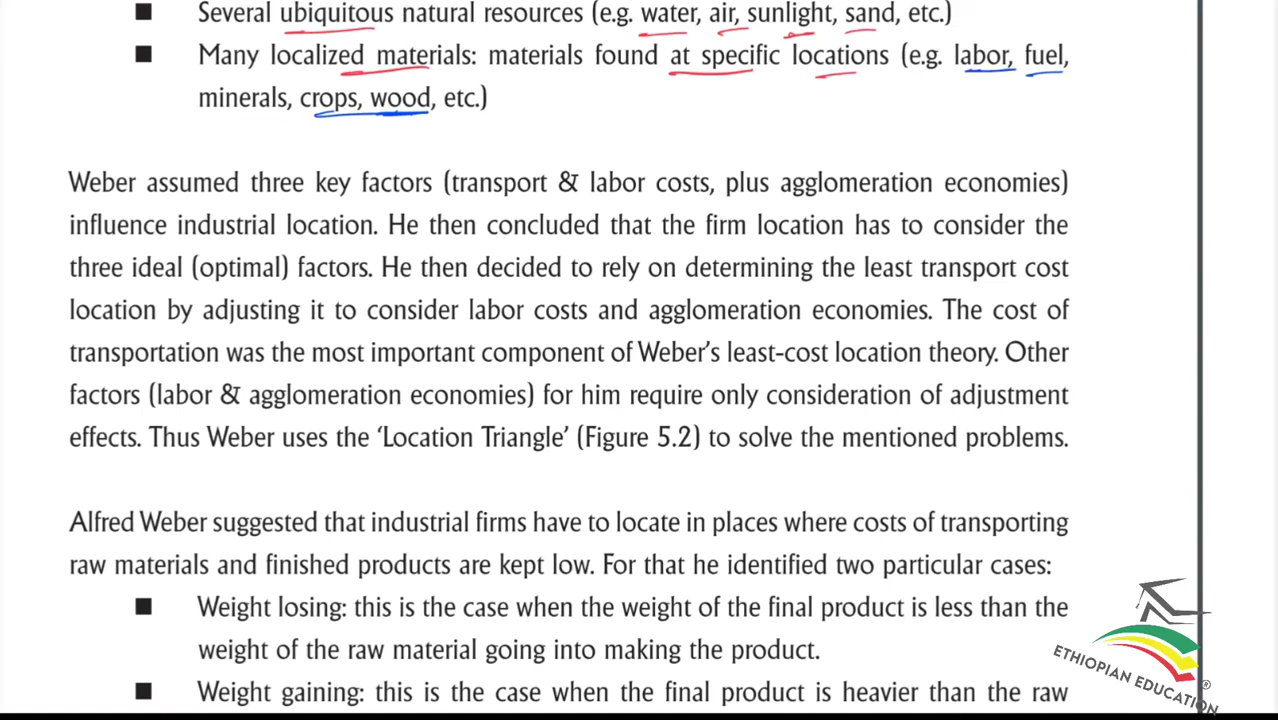 Several ubiquitous natural resources (e.g. water, air, sunlight, sand, etc.)
■ Many localized materials: materials found at specific locations (e.g. labor, fuel,
minerals, crops, wood, etc.)
Weber assumed three key factors (transport & labor costs, plus agglomeration economies)
influence industrial location. He then concluded that the firm location has to consider the
three ideal (optimal) factors. He then decided to rely on determining the least transport cost
location by adjusting it to consider labor costs and agglomeration economies. The cost of
transportation was the most important component of Weber's least-cost location theory. Other
factors (labor & agglomeration economies) for him require only consideration of adjustment
effects. Thus Weber uses the 'Location Triangle' (Figure 5.2) to solve the mentioned problems.
Alfred Weber suggested that industrial firms have to locate in places where costs of transporting
raw materials and finished products are kept low. For that he identified two particular cases:
■ Weight losing: this is the case when the weight of the final product is less than the
weight of the raw material going into making the product.
■ Weight gaining: this is the case when the final product is heavier than the raw
ETHIOPIAN EDUCATION®